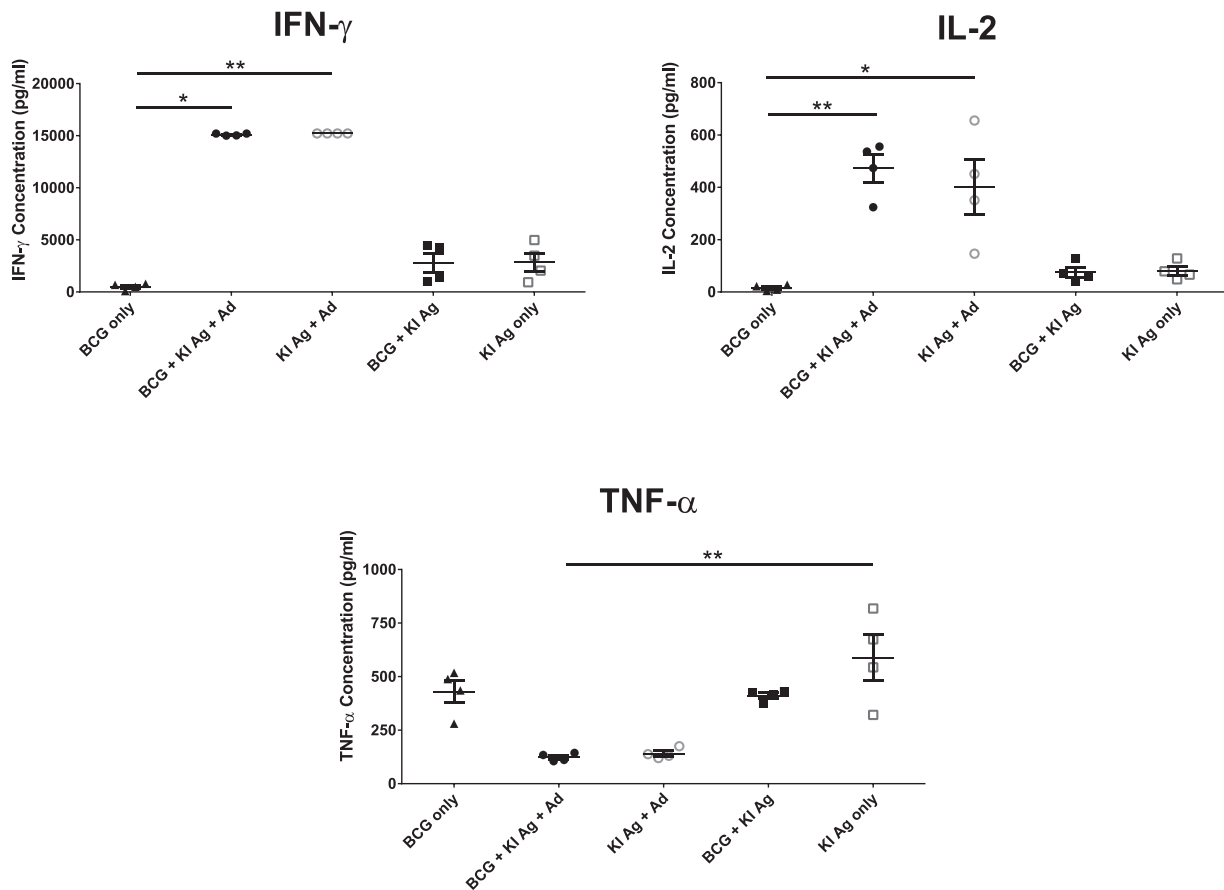 IFN-γ
IFN-γ Concentration (pg/ml)
20000
15000
10000
5000
0
**
*
BCG only
BCG + KI Ag + Ad
KI Ag + Ad
BCG + KI Ag
KI Ag only
IL-2
IL-2 Concentration (pg/ml)
800
600
400
200
0
*
**
BCG only
BCG + KI Ag + Ad
KI Ag + Ad
BCG + KI Ag
KI Ag only
TNF-α
TNF-α Concentration (pg/ml)
1000
750
500
250
0
**
BCG only
BCG + KI Ag + Ad
KI Ag + Ad
BCG + KI Ag
KI Ag only